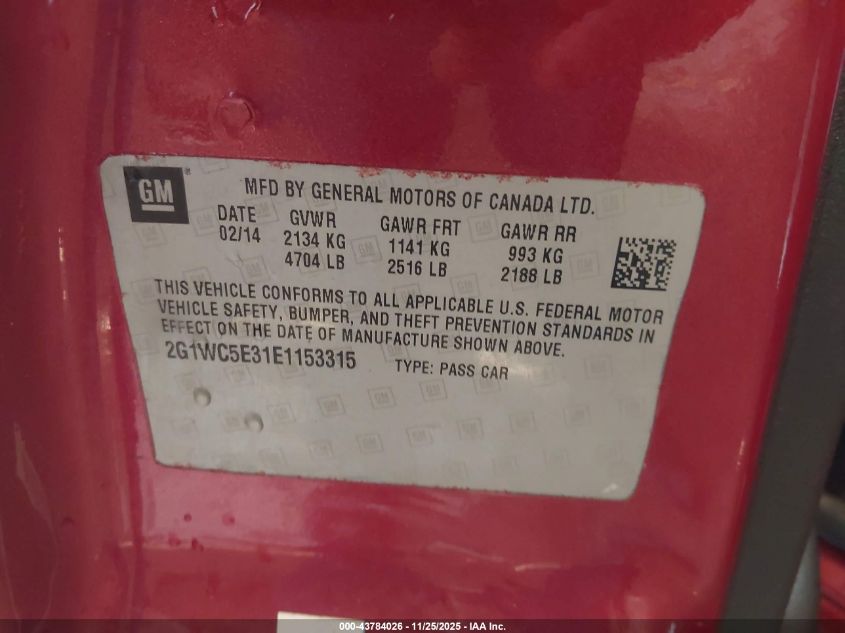 GM
MFD BY GENERAL MOTORS OF CANADA LTD.
DATE GVWR GAWR FRT GAWR RR
02/14 2134 KG 1141 KG 993 KG
4704 LB 2516 LB 2188 LB
THIS VEHICLE CONFORMS TO ALL APPLICABLE U.S. FEDERAL MOTOR
VEHICLE SAFETY, BUMPER, AND THEFT PREVENTION STANDARDS IN
EFFECT ON THE DATE OF MANUFACTURE SHOWN ABOVE.
2G1WC5E31E1153315 TYPE: PASS CAR
000-43784026 - 11/25/2025 - IAA Inc.